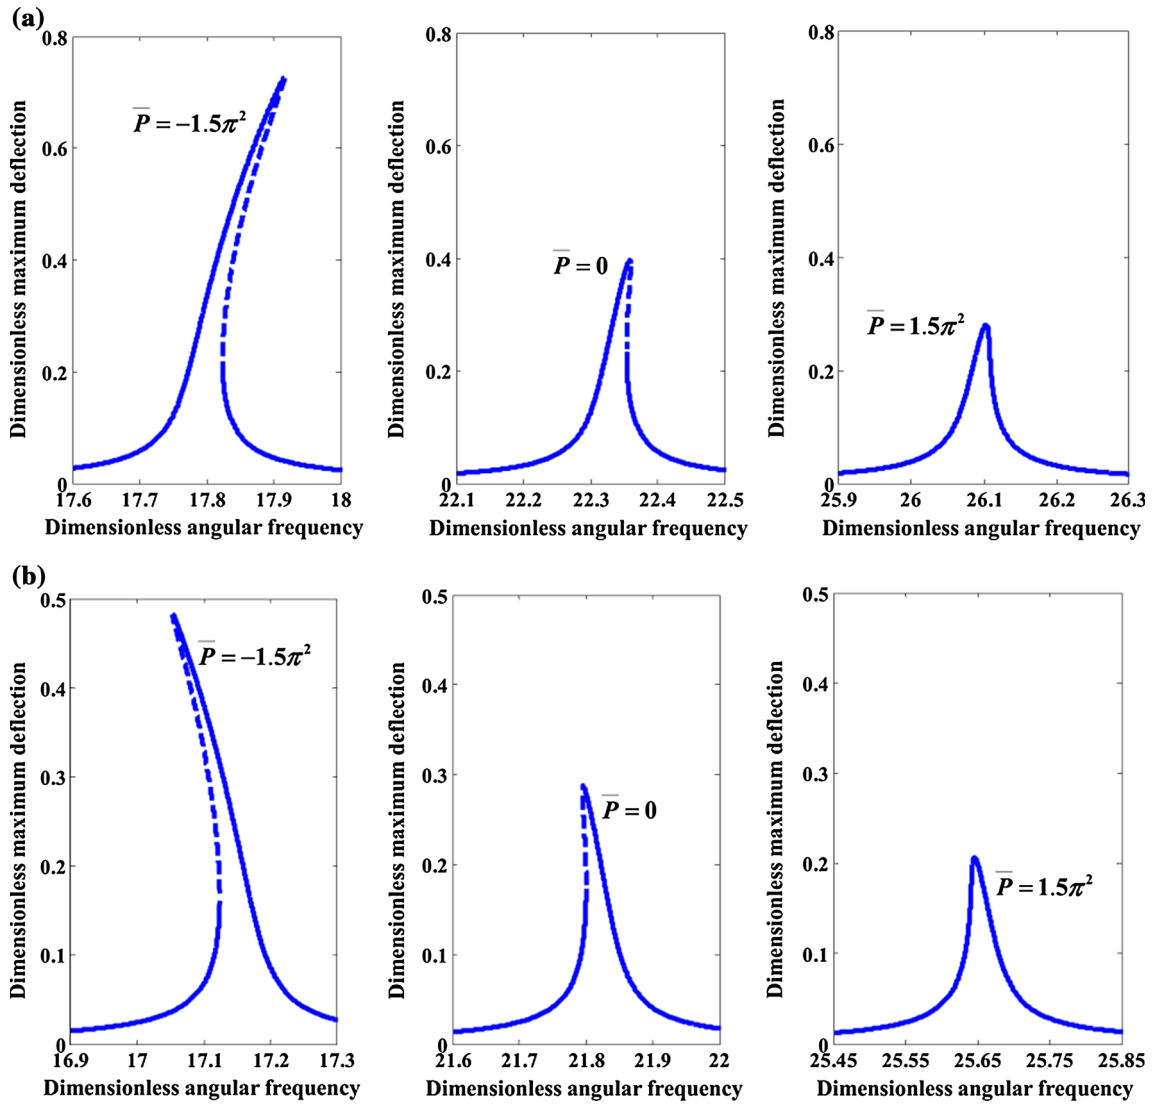 (a)
Dimensionless maximum deflection
0.8
0.6
0.4
0.2
0
P̅ = −1.5π²
17.6 17.7 17.8 17.9 18
Dimensionless angular frequency
Dimensionless maximum deflection
0.8
0.6
0.4
0.2
0
P̅ = 0
22.1 22.2 22.3 22.4 22.5
Dimensionless angular frequency
Dimensionless maximum deflection
0.8
0.6
0.4
0.2
0
P̅ = 1.5π²
25.9 26 26.1 26.2 26.3
Dimensionless angular frequency
(b)
Dimensionless maximum deflection
0.5
0.4
0.3
0.2
0.1
0
P̅ = −1.5π²
16.9 17 17.1 17.2 17.3
Dimensionless angular frequency
Dimensionless maximum deflection
0.5
0.4
0.3
0.2
0.1
0
P̅ = 0
21.6 21.7 21.8 21.9 22
Dimensionless angular frequency
Dimensionless maximum deflection
0.5
0.4
0.3
0.2
0.1
0
P̅ = 1.5π²
25.45 25.55 25.65 25.75 25.85
Dimensionless angular frequency